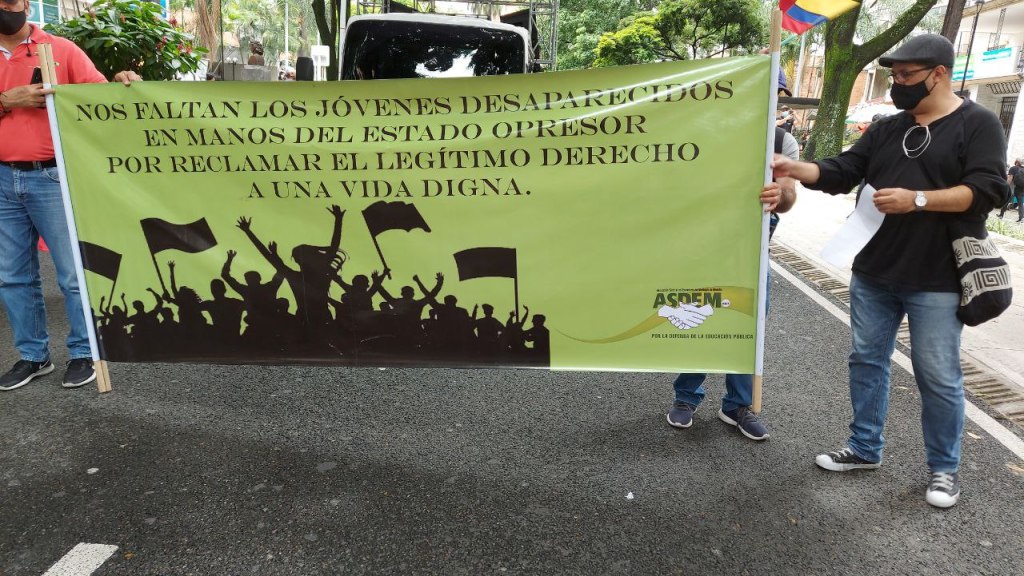 NOS FALTAN LOS JÓVENES DESAPARECIDOS
EN MANOS DEL ESTADO OPRESOR
POR RECLAMAR EL LEGÍTIMO DERECHO
A UNA VIDA DIGNA.
ASDEM
POR LA DEFENSA DE LA EDUCACIÓN PÚBLICA